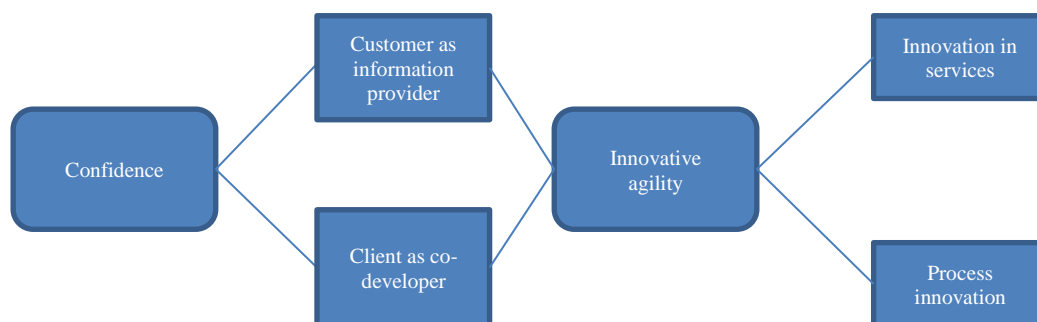 Confidence
Customer as
information
provider
Client as co-
developer
Innovative
agility
Innovation in
services
Process
innovation